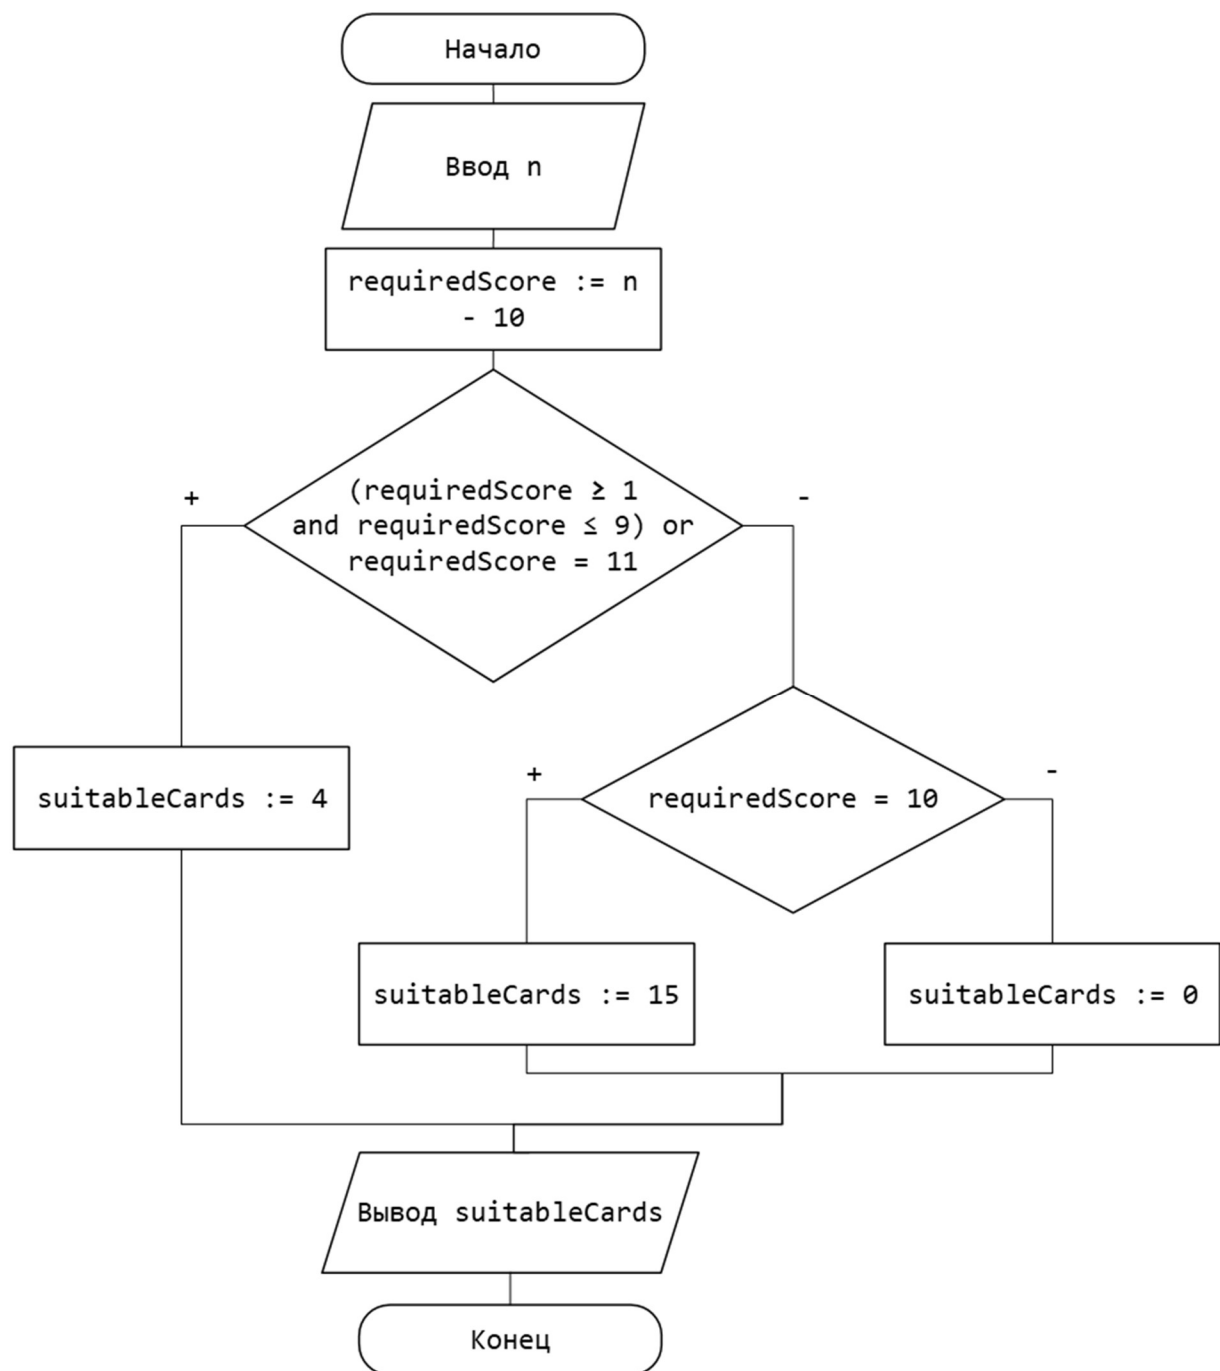 Начало
Ввод n
requiredScore := n
- 10
(requiredScore ≥ 1
and requiredScore ≤ 9) or
requiredScore = 11
+
-
suitableCards := 4
requiredScore = 10
+
-
suitableCards := 15
suitableCards := 0
Вывод suitableCards
Конец